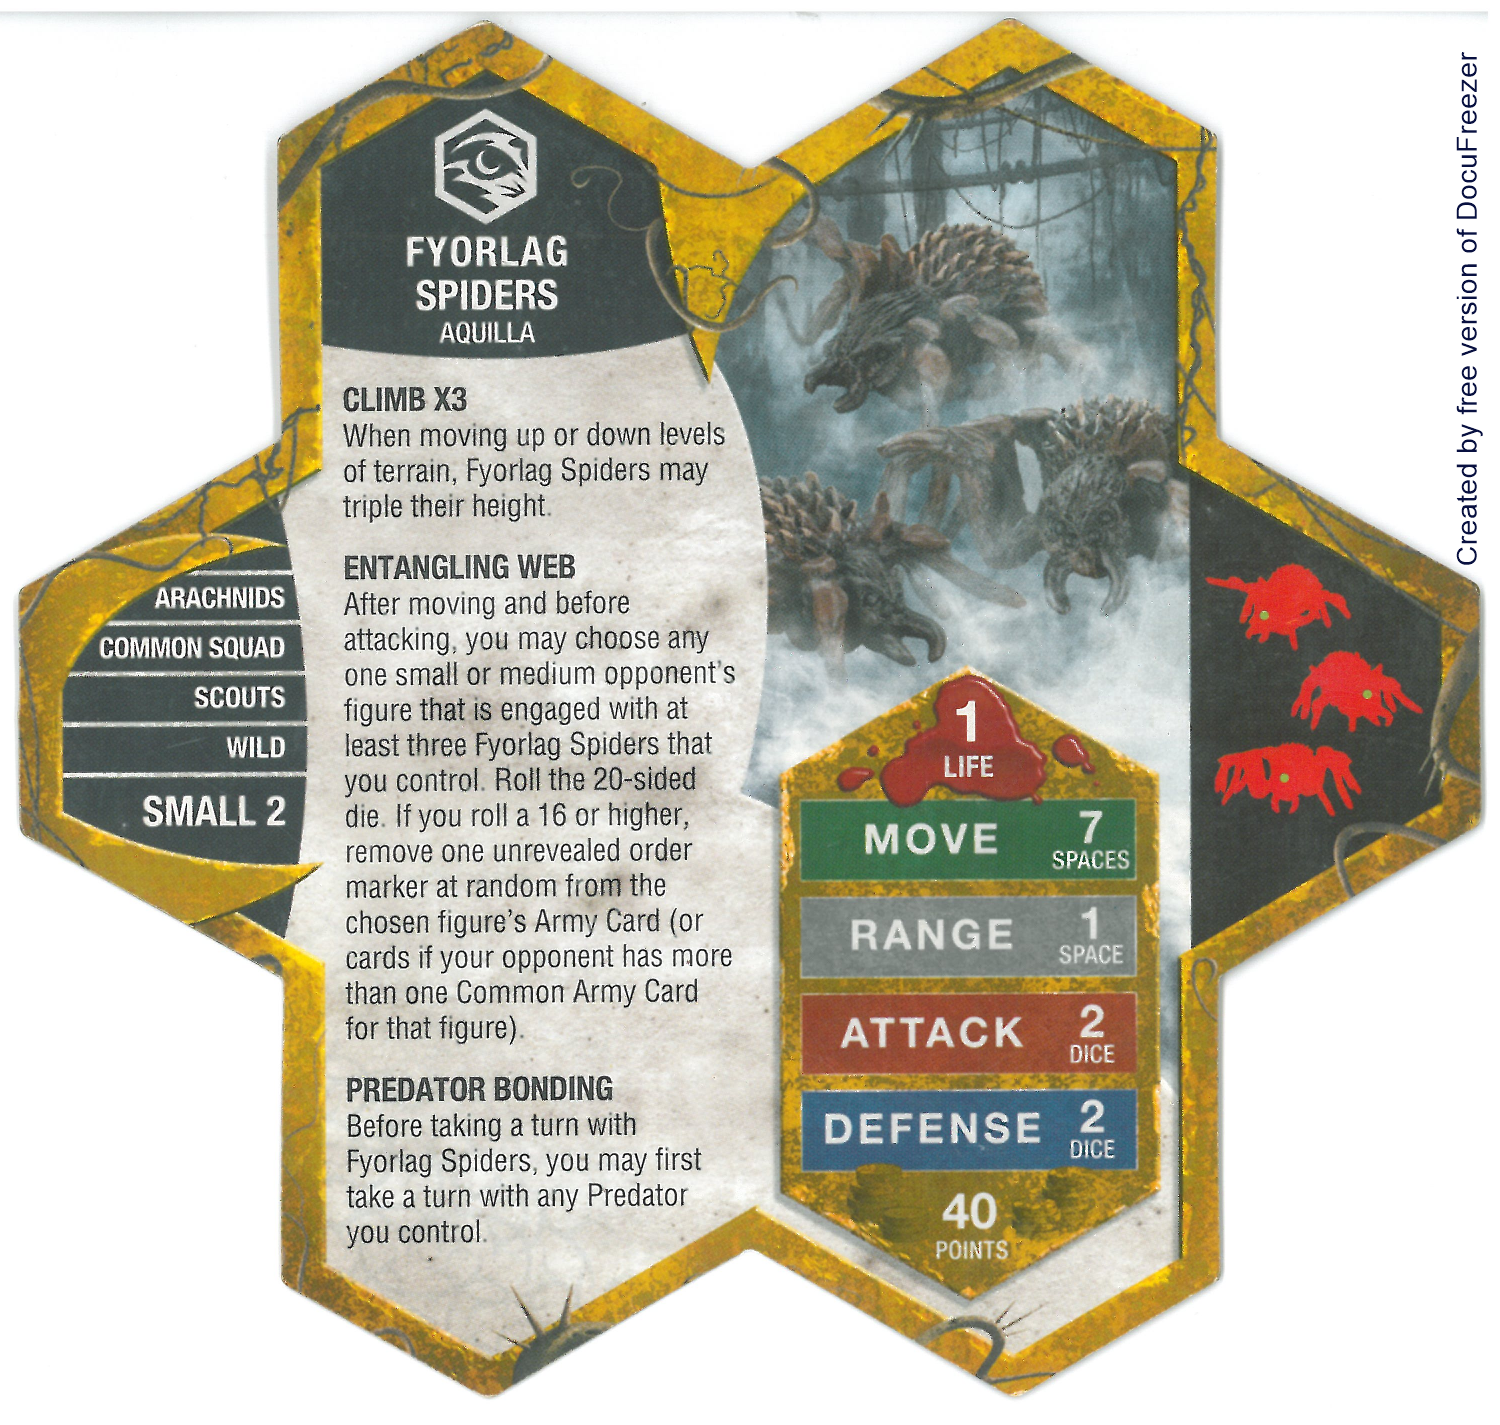 FYORLAG
SPIDERS
AQUILLA
CLIMB X3
When moving up or down levels
of terrain, Fyorlag Spiders may
triple their height.
ENTANGLING WEB
After moving and before
attacking, you may choose any
one small or medium opponent's
figure that is engaged with at
least three Fyorlag Spiders that
you control. Roll the 20-sided
die. If you roll a 16 or higher,
remove one unrevealed order
marker at random from the
chosen figure's Army Card (or
cards if your opponent has more
than one Common Army Card
for that figure).
PREDATOR BONDING
Before taking a turn with
Fyorlag Spiders, you may first
take a turn with any Predator
you control.
ARACHNIDS
COMMON SQUAD
SCOUTS
WILD
SMALL 2
1
LIFE
MOVE 7
SPACES
RANGE 1
SPACE
ATTACK 2
DICE
DEFENSE 2
DICE
40
POINTS
Created by free version of DocuFreezer